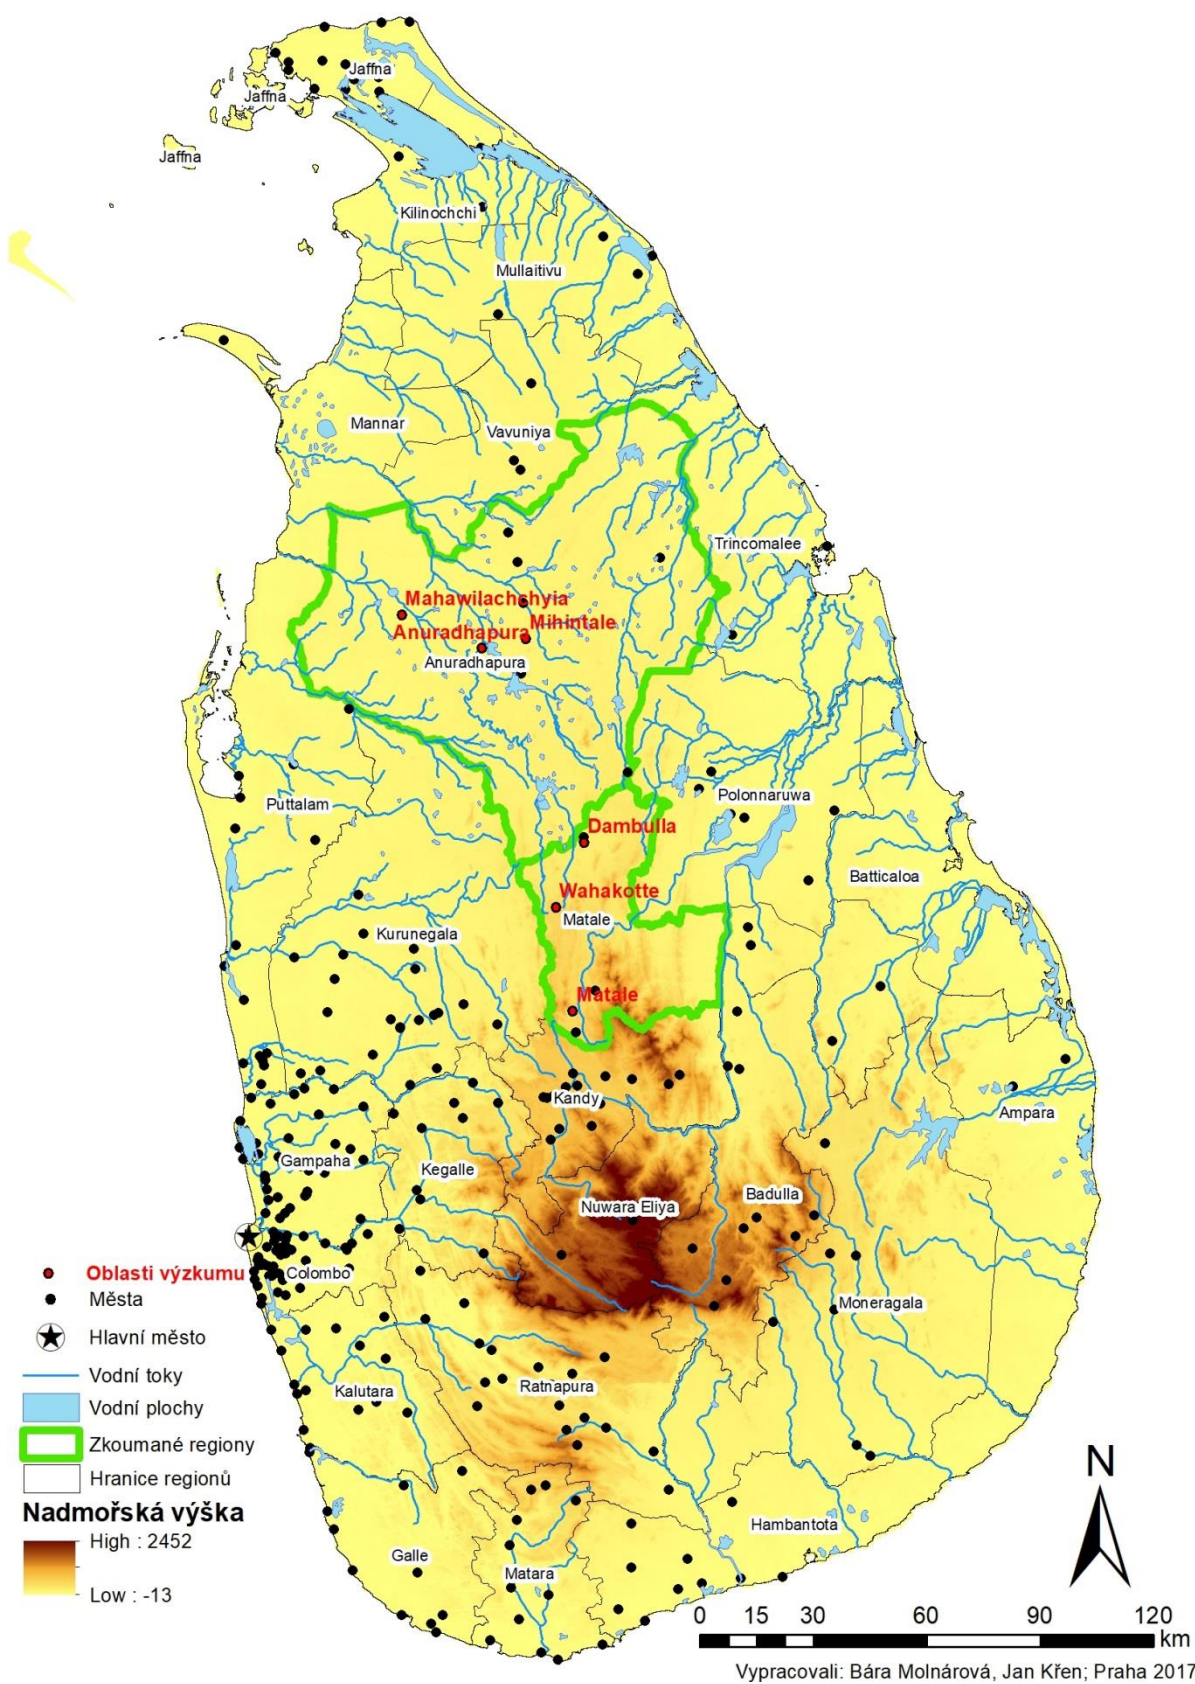 Jaffna
Jaffna
Jaffna
Kilinochchi
Mullaitivu
Mannar
Vavuniya
Trincomalee
Mahawilachchyia
Anuradhapura
Mihintale
Anuradhapura
Puttalam
Polonnaruwa
Dambulla
Batticaloa
Wahakotte
Matale
Kurunegala
Matale
Kandy
Ampara
Gampaha
Kegalle
Nuwara Eliya
Badulla
Colombo
Moneragala
Kalutara
Ratnapura
Hambantota
Galle
Matara
Oblasti výzkumu
Města
Hlavní město
Vodní toky
Vodní plochy
Zkoumané regiony
Hranice regionů
Nadmořská výška
High : 2452
Low : -13
N
0 15 30 60 90 120
km
Vypracovali: Bára Molnárová, Jan Křen; Praha 2017